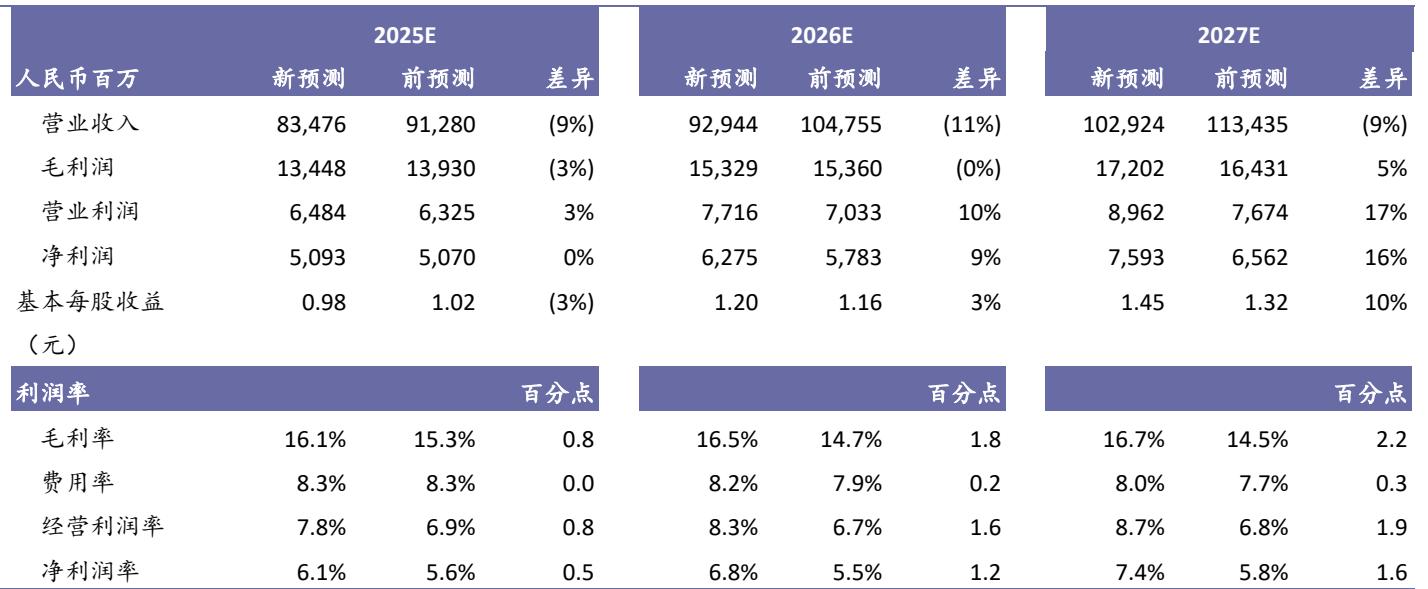 2025E 2026E 2027E
人民币百万 新预测 前预测 差异 新预测 前预测 差异 新预测 前预测 差异
营业收入 83,476 91,280 (9%) 92,944 104,755 (11%) 102,924 113,435 (9%)
毛利润 13,448 13,930 (3%) 15,329 15,360 (0%) 17,202 16,431 5%
营业利润 6,484 6,325 3% 7,716 7,033 10% 8,962 7,674 17%
净利润 5,093 5,070 0% 6,275 5,783 9% 7,593 6,562 16%
基本每股收益 0.98 1.02 (3%) 1.20 1.16 3% 1.45 1.32 10%
（元）
利润率 百分点 百分点 百分点
毛利率 16.1% 15.3% 0.8 16.5% 14.7% 1.8 16.7% 14.5% 2.2
费用率 8.3% 8.3% 0.0 8.2% 7.9% 0.2 8.0% 7.7% 0.3
经营利润率 7.8% 6.9% 0.8 8.3% 6.7% 1.6 8.7% 6.8% 1.9
净利润率 6.1% 5.6% 0.5 6.8% 5.5% 1.2 7.4% 5.8% 1.6